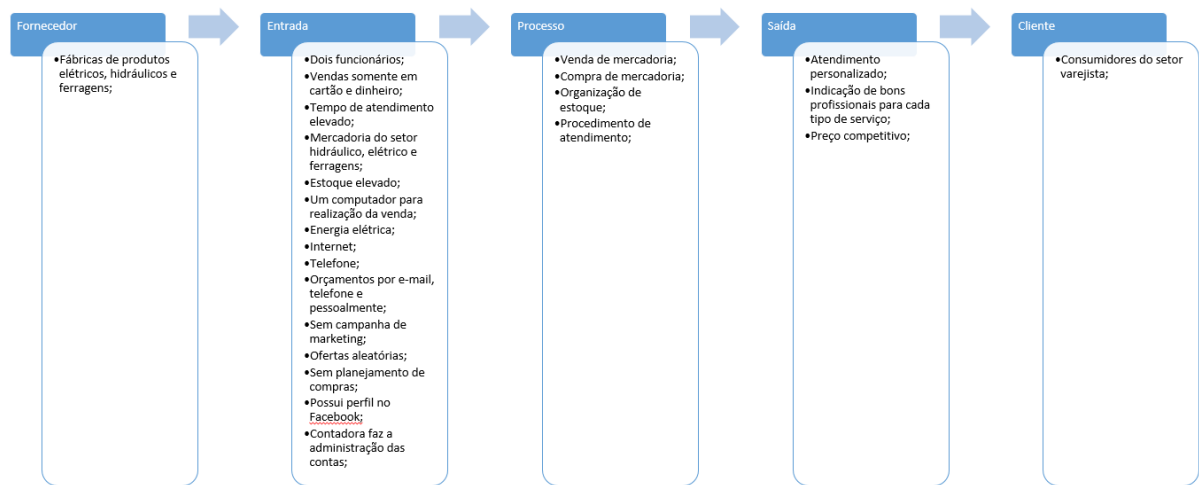 Fornecedor
•Fábricas de produtos
elétricos, hidráulicos e
ferragens;
Entrada
•Dois funcionários;
•Vendas somente em
cartão e dinheiro;
•Tempo de atendimento
elevado;
•Mercadoria do setor
hidráulico, elétrico e
ferragens;
•Estoque elevado;
•Um computador para
realização da venda;
•Energia elétrica;
•Internet;
•Telefone;
•Orçamentos por e-mail,
telefone e
pessoalmente;
•Sem campanha de
marketing;
•Ofertas aleatórias;
•Sem planejamento de
compras;
•Possui perfil no
Facebook;
•Contadora faz a
administração das
contas;
Processo
•Venda de mercadoria;
•Compra de mercadoria;
•Organização de
estoque;
•Procedimento de
atendimento;
Saída
•Atendimento
personalizado;
•Indicação de bons
profissionais para cada
tipo de serviço;
•Preço competitivo;
Cliente
•Consumidores do setor
varejista;